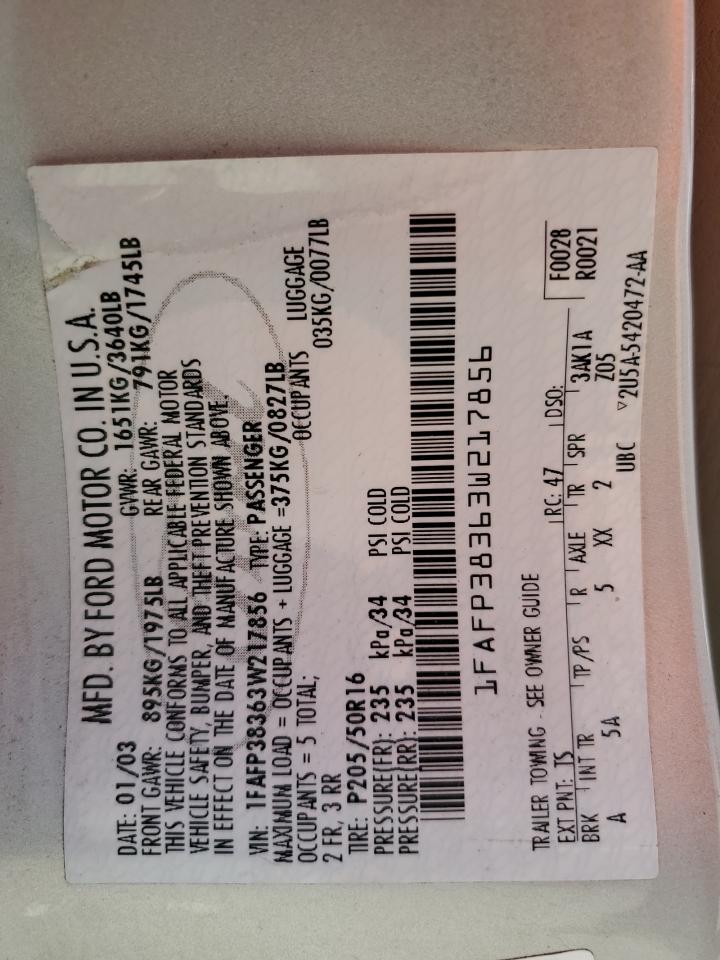 MFD. BY FORD MOTOR CO. IN U.S.A.
DATE: 01/03 GVWR: 1651KG/3640LB
FRONT GAWR: 895KG/1975LB REAR GAWR: 791KG/1745LB
THIS VEHICLE CONFORMS TO ALL APPLICABLE FEDERAL MOTOR
VEHICLE SAFETY, BUMPER, AND THEFT PREVENTION STANDARDS
IN EFFECT ON THE DATE OF MANUFACTURE SHOWN ABOVE.
VIN: 1FAFP38363W217856 TYPE: PASSENGER
MAXIMUM LOAD = OCCUPANTS + LUGGAGE =375KG/0827LB
OCCUPANTS = 5 TOTAL; OCCUPANTS LUGGAGE
2 FR, 3 RR 035KG/0077LB
TIRE: P205/50R16
PRESSURE(FR): 235 kPa/34 PSI COLD
PRESSURE(RR): 235 kPa/34 PSI COLD
1FAFP38363W217856
TRAILER TOWING - SEE OWNER GUIDE
EXT PNT: TS RC: 47 DSO: F0028
BRK INT TR TP/PS R AXLE TR SPR 3AK1A R0021
A 5A 5 XX 2 Z05
UBC ▽2U5A-5420472-AA